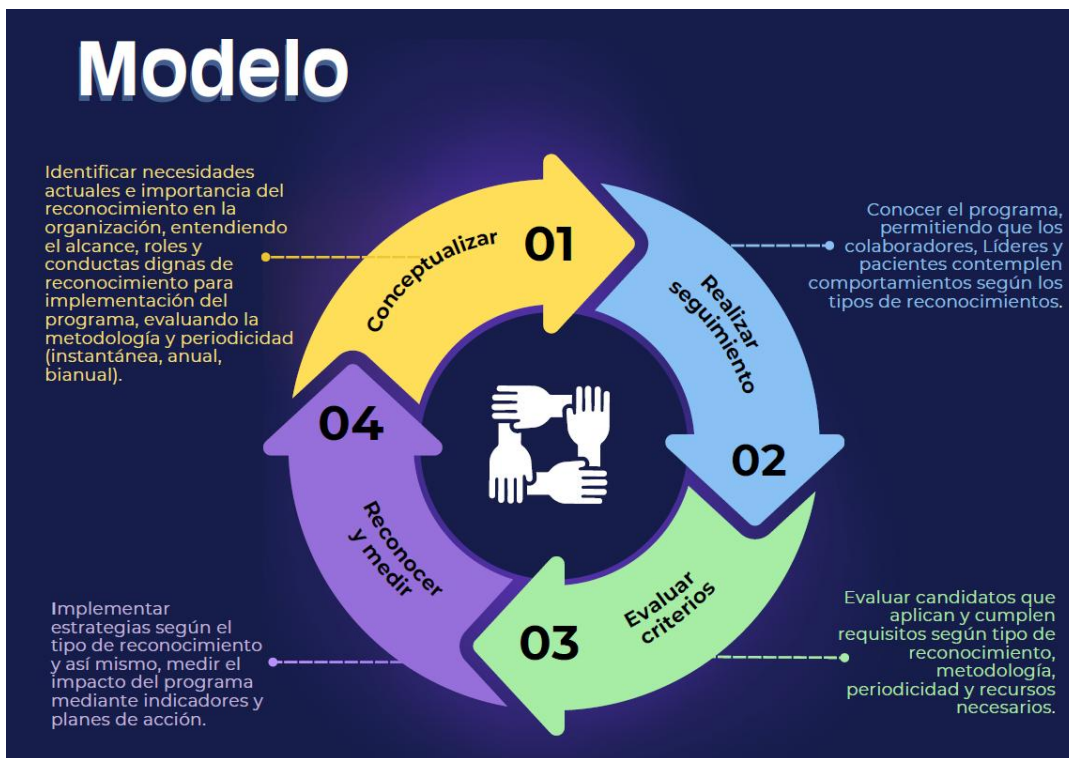 Modelo
Identificar necesidades
actuales e importancia del
reconocimiento en la
organización, entendiendo
el alcance, roles y
conductas dignas de
reconocimiento para
implementación del
programa, evaluando la
metodología y periodicidad
(instantánea, anual,
bianual).
Conceptualizar
01
Conocer el programa,
permitiendo que los
colaboradores, Líderes y
pacientes contemplen
comportamientos según los
tipos de reconocimientos.
Realizar
seguimiento
02
Evaluar candidatos que
aplican y cumplen
requisitos según tipo de
reconocimiento,
metodología,
periodicidad y recursos
necesarios.
Evaluar
criterios
03
Implementar
estrategias según el
tipo de reconocimiento
y así mismo, medir el
impacto del programa
mediante indicadores y
planes de acción.
Reconocer
y medir
04